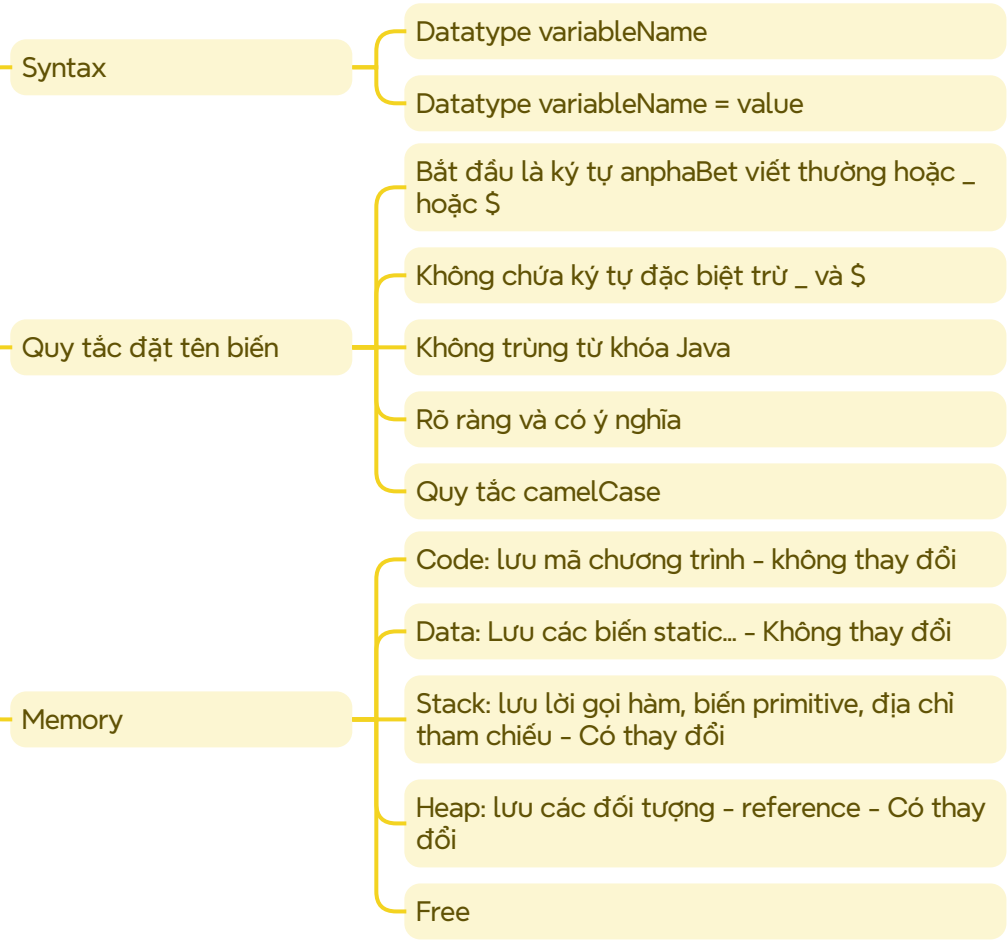 Syntax
Datatype variableName
Datatype variableName = value
Quy tắc đặt tên biến
Bắt đầu là ký tự anphaBet viết thường hoặc _
hoặc $
Không chứa ký tự đặc biệt trừ _ và $
Không trùng từ khóa Java
Rõ ràng và có ý nghĩa
Quy tắc camelCase
Memory
Code: lưu mã chương trình - không thay đổi
Data: Lưu các biến static... - Không thay đổi
Stack: lưu lời gọi hàm, biến primitive, địa chỉ
tham chiếu - Có thay đổi
Heap: lưu các đối tượng - reference - Có thay
đổi
Free